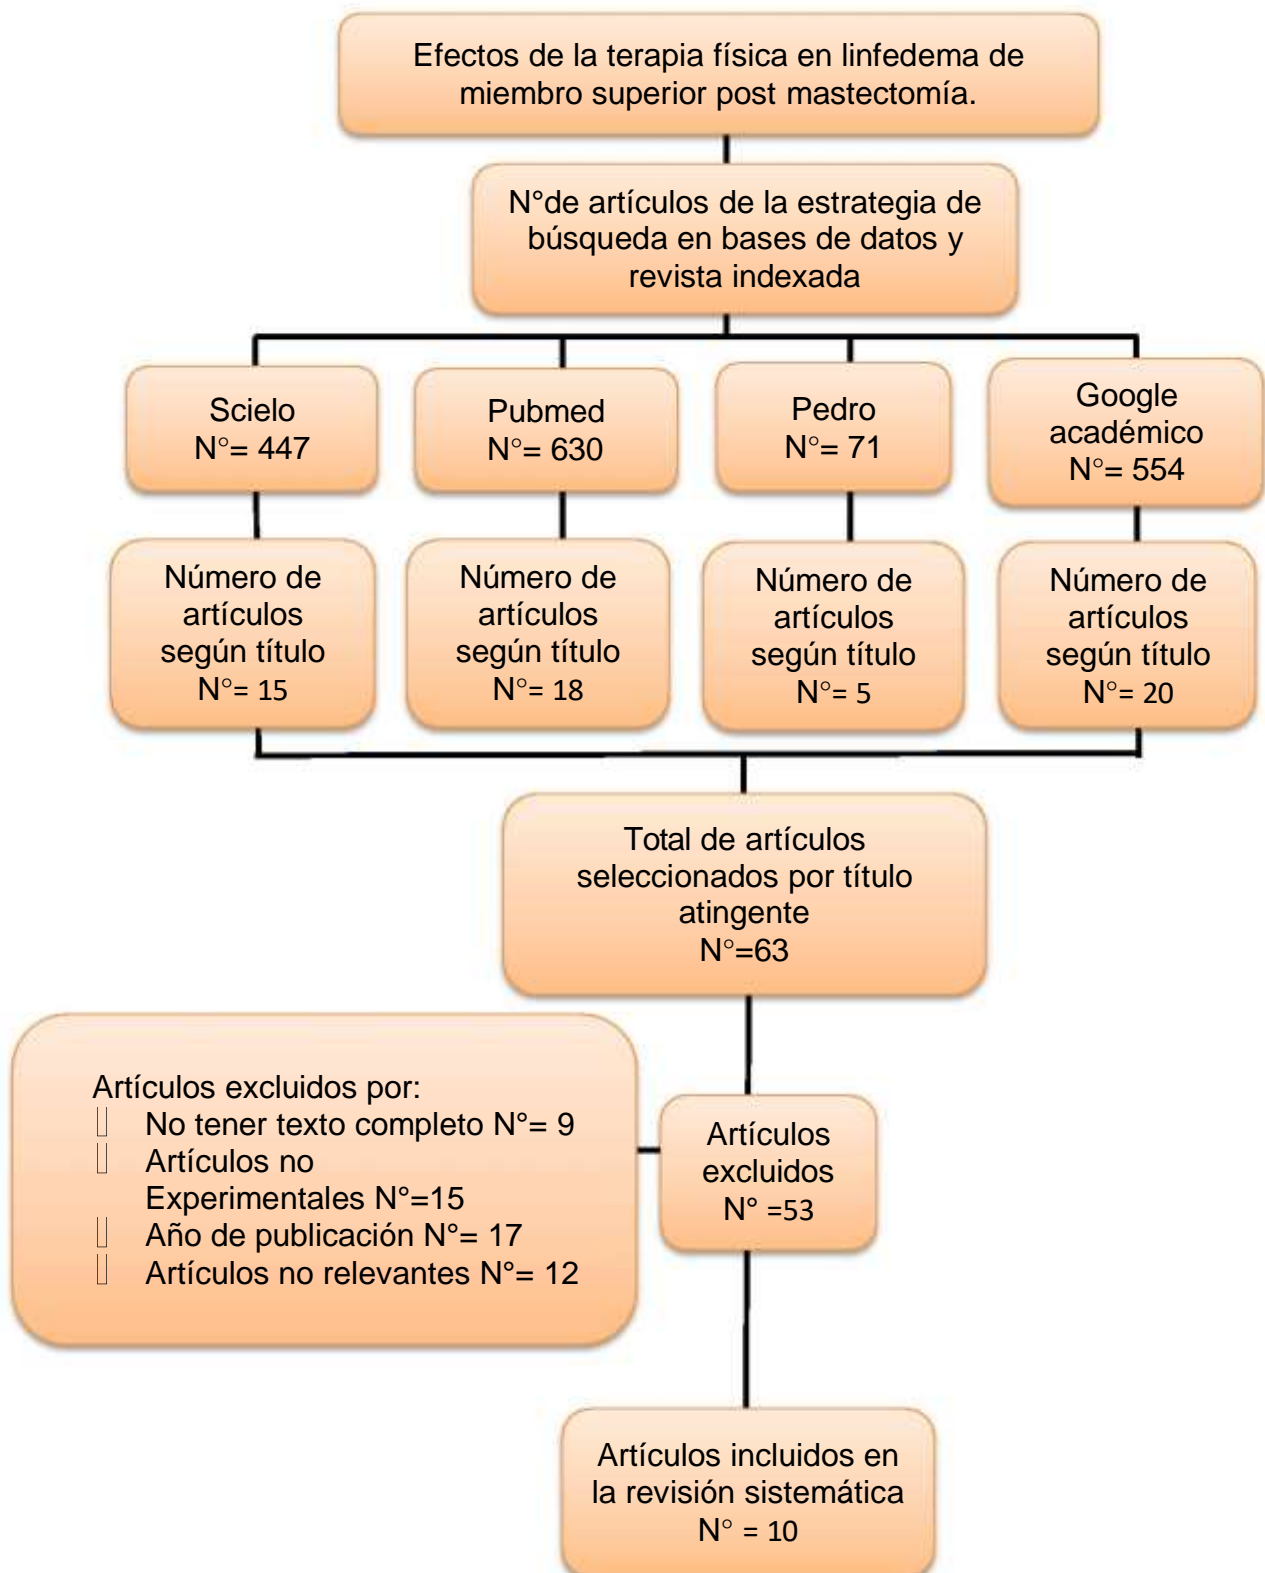 Efectos de la terapia física en linfedema de
miembro superior post mastectomía.
N°de artículos de la estrategia de
búsqueda en bases de datos y
revista indexada
Scielo
N°= 447
Pubmed
N°= 630
Pedro
N°= 71
Google
académico
N°= 554
Número de
artículos
según título
N°= 15
Número de
artículos
según título
N°= 18
Número de
artículos
según título
N°= 5
Número de
artículos
según título
N°= 20
Total de artículos
seleccionados por título
atingente
N°=63
Artículos excluidos por:
No tener texto completo N°= 9
Artículos no
Experimentales N°=15
Año de publicación N°= 17
Artículos no relevantes N°= 12
Artículos
excluidos
N° =53
Artículos incluidos en
la revisión sistemática
N° = 10